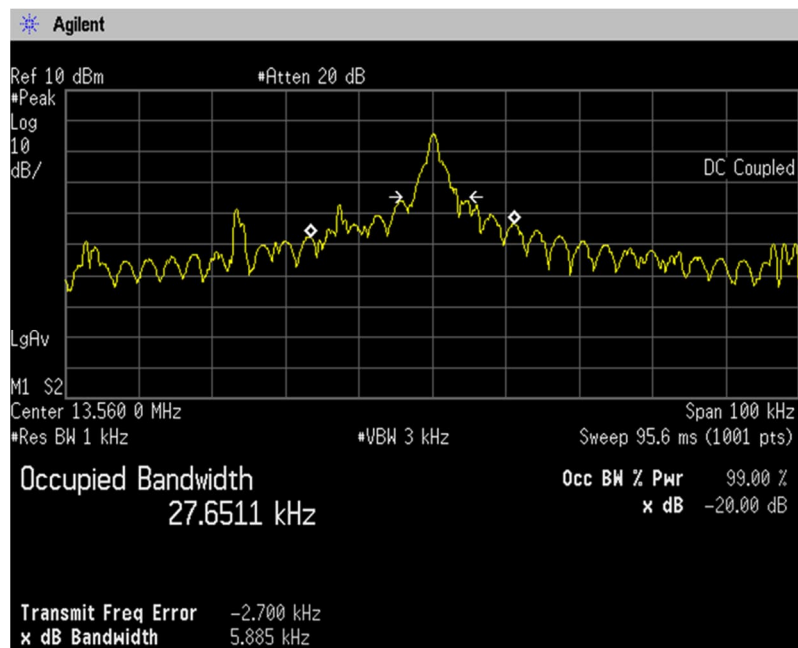 Agilent
Ref 10 dBm #Atten 20 dB
#Peak
Log
10
dB/
DC Coupled
LgAv
M1 S2
Center 13.560 0 MHz Span 100 kHz
#Res BW 1 kHz #VBW 3 kHz Sweep 95.6 ms (1001 pts)
Occupied Bandwidth Occ BW % Pwr 99.00 %
27.6511 kHz x dB -20.00 dB
Transmit Freq Error -2.700 kHz
x dB Bandwidth 5.885 kHz